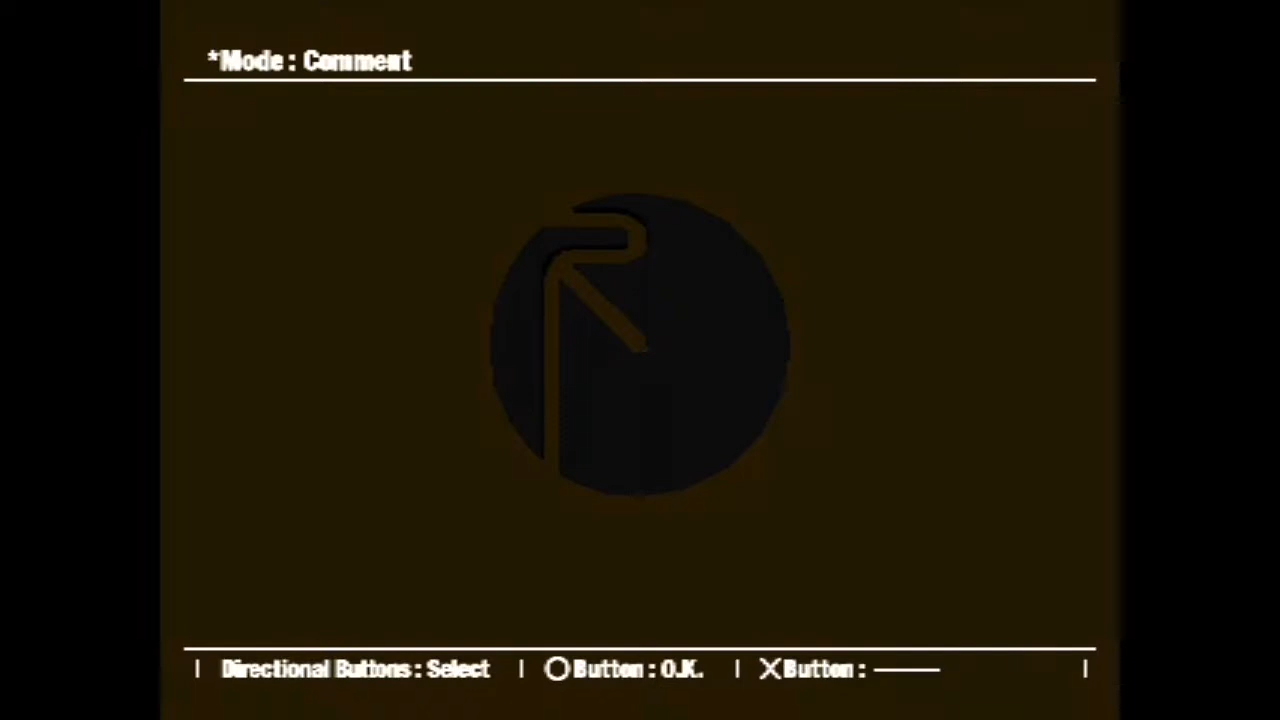 *Mode : Comment
| Directional Buttons : Select | ◯Button : O.K. | ✕Button : ——— |